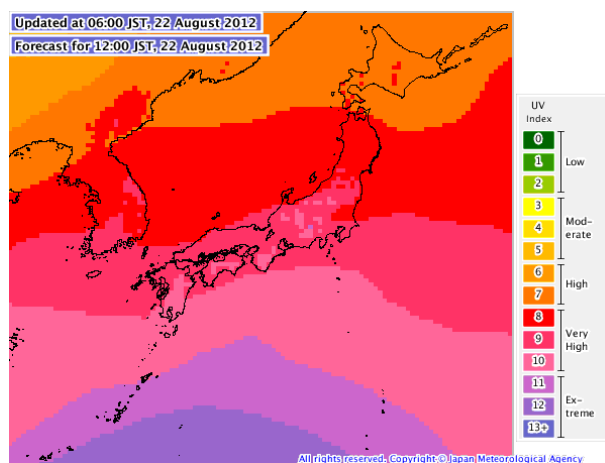 Updated at 06:00 JST, 22 August 2012
Forecast for 12:00 JST, 22 August 2012
UV
Index
0
1
2
Low
3
4
5
Mod-
erate
6
7
High
8
9
10
Very
High
11
12
13+
Ex-
treme
All rights reserved. Copyright © Japan Meteorological Agency